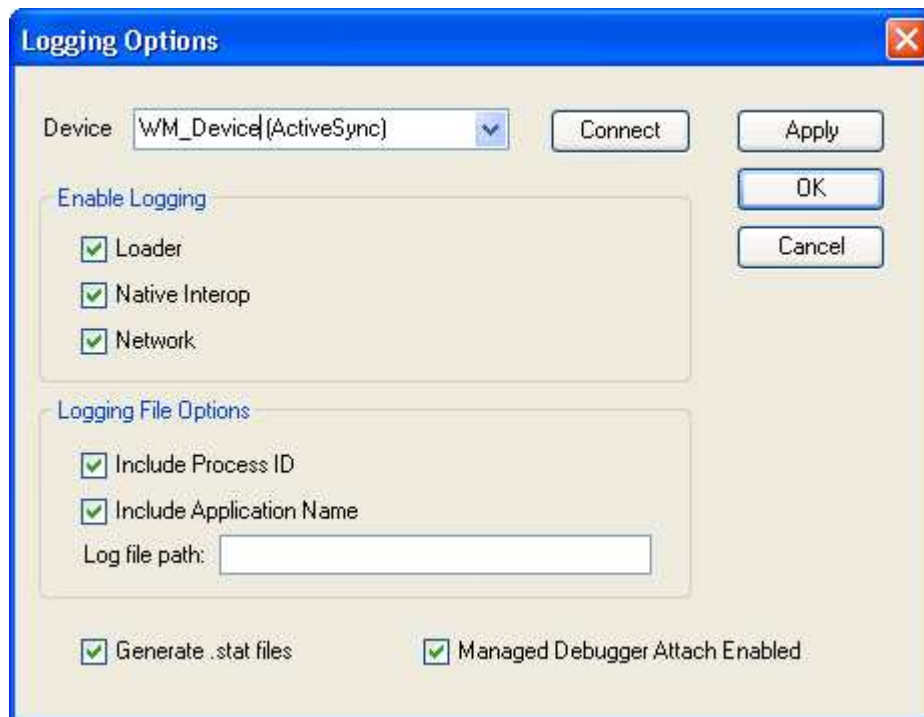 Logging Options
Device WM_Device (ActiveSync) Connect Apply
OK
Enable Logging
Cancel
Loader
Native Interop
Network
Logging File Options
Include Process ID
Include Application Name
Log file path:
Generate .stat files Managed Debugger Attach Enabled